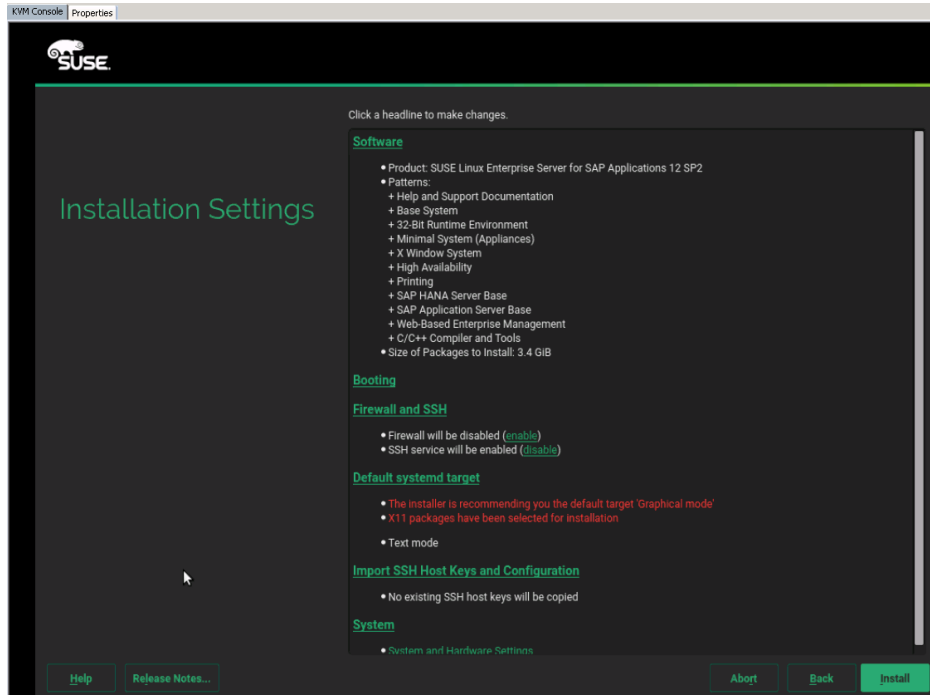 KVM Console Properties
SUSE.
Click a headline to make changes.
Installation Settings
Software
Product: SUSE Linux Enterprise Server for SAP Applications 12 SP2
Patterns:
+ Help and Support Documentation
+ Base System
+ 32-Bit Runtime Environment
+ Minimal System (Appliances)
+ X Window System
+ High Availability
+ Printing
+ SAP HANA Server Base
+ SAP Application Server Base
+ Web-Based Enterprise Management
+ C/C++ Compiler and Tools
Size of Packages to Install: 3.4 GiB
Booting
Firewall and SSH
Firewall will be disabled (enable)
SSH service will be enabled (disable)
Default systemd target
The installer is recommending you the default target 'Graphical mode'
X11 packages have been selected for installation
Text mode
Import SSH Host Keys and Configuration
No existing SSH host keys will be copied
System
System and Hardware Settings
Help Release Notes... Abort Back Install